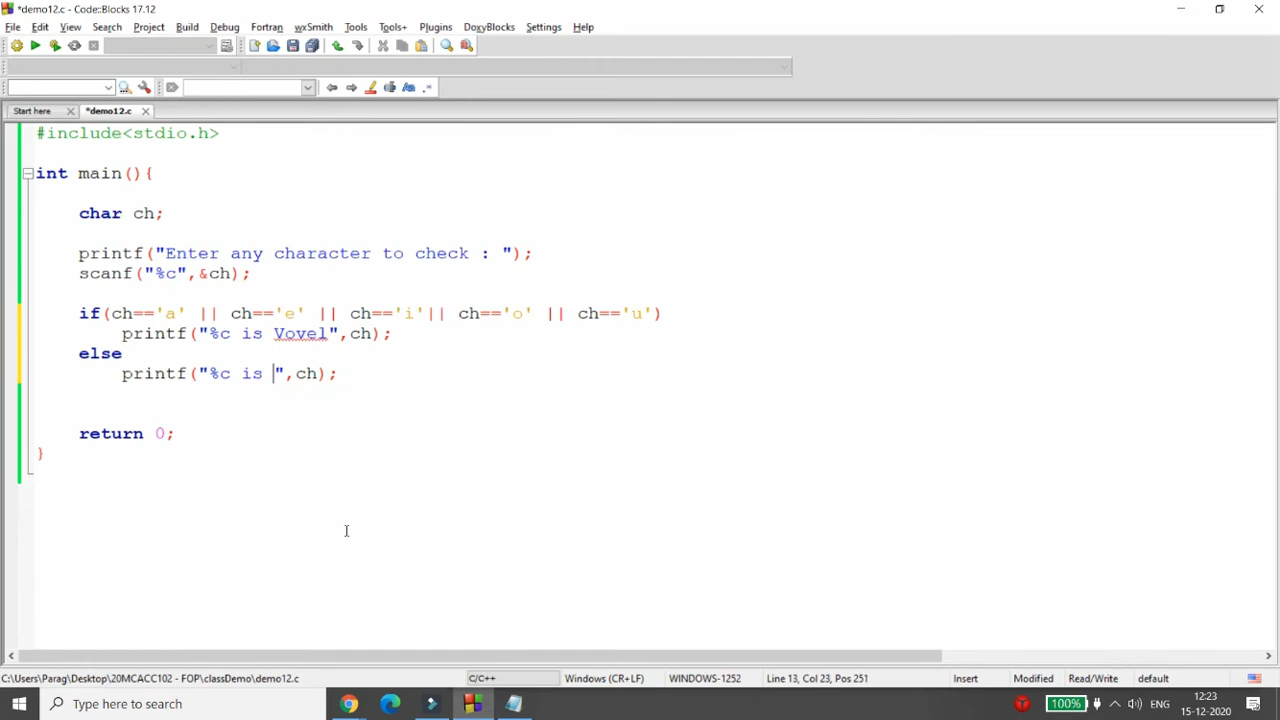 *demo12.c - Code::Blocks 17.12
File Edit View Search Project Build Debug Fortran wxSmith Tools Tools+ Plugins DoxyBlocks Settings Help
Start here *demo12.c
#include<stdio.h>
int main(){
char ch;
printf("Enter any character to check : ");
scanf("%c",&ch);
if(ch=='a' || ch=='e' || ch=='i'|| ch=='o' || ch=='u')
printf("%c is Vovel",ch);
else
printf("%c is ",ch);
return 0;
}
C:\Users\Parag\Desktop\20MCACC102 - FOP\classDemo\demo12.c C/C++ Windows (CR+LF) WINDOWS-1252 Line 13, Col 23, Pos 251 Insert Modified Read/Write default
Type here to search 100% ENG 12:23
15-12-2020